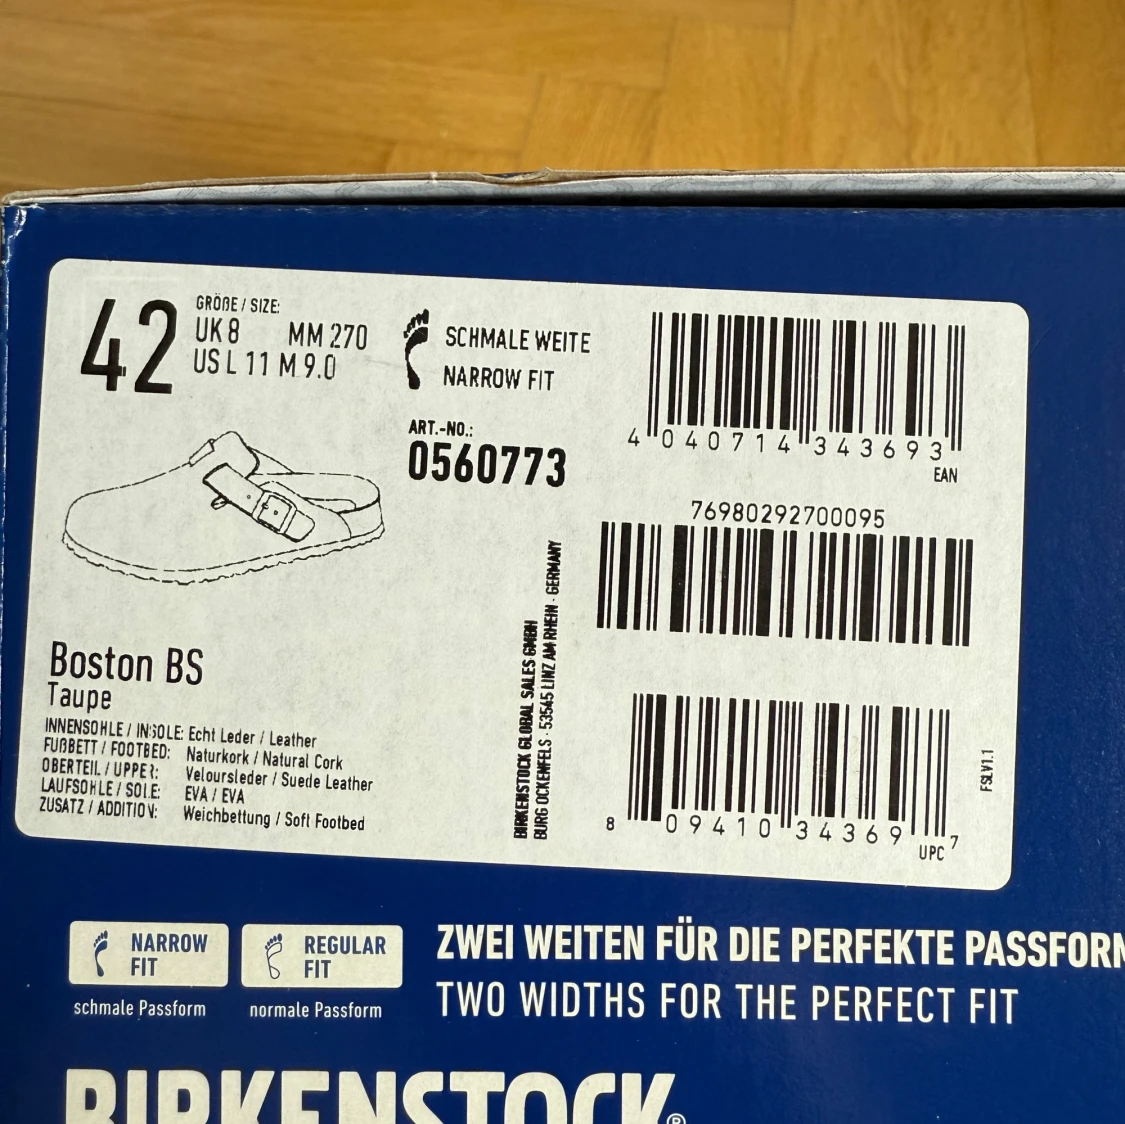 42
GRÖßE / SIZE:
UK 8 MM 270
US L 11 M 9.0
SCHMALE WEITE
NARROW FIT
ART.-NO.:
0560773
4 040714 343693
EAN
76980292700095
8 09410 34369 7
UPC
FSLV1.1
BIRKENSTOCK GLOBAL SALES GMBH
BURG OCKENFELS · 53545 LINZ AM RHEIN · GERMANY
Boston BS
Taupe
INNENSOHLE / INSOLE: Echt Leder / Leather
FUßBETT / FOOTBED: Naturkork / Natural Cork
OBERTEIL / UPPER: Veloursleder / Suede Leather
LAUFSOHLE / SOLE: EVA / EVA
ZUSATZ / ADDITION: Weichbettung / Soft Footbed
NARROW FIT
schmale Passform
REGULAR FIT
normale Passform
ZWEI WEITEN FÜR DIE PERFEKTE PASSFORM
TWO WIDTHS FOR THE PERFECT FIT
BIRKENSTOCK®